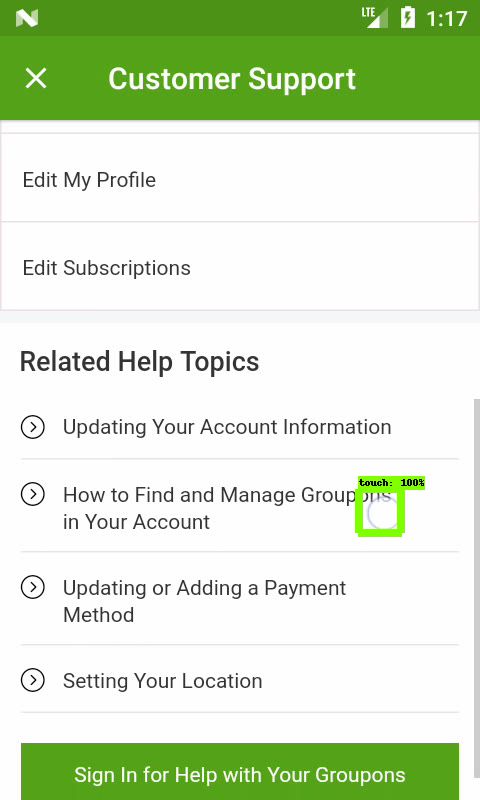 LTE 1:17
Customer Support
Edit My Profile
Edit Subscriptions
Related Help Topics
Updating Your Account Information
touch: 100%
How to Find and Manage Groupons
in Your Account
Updating or Adding a Payment
Method
Setting Your Location
Sign In for Help with Your Groupons